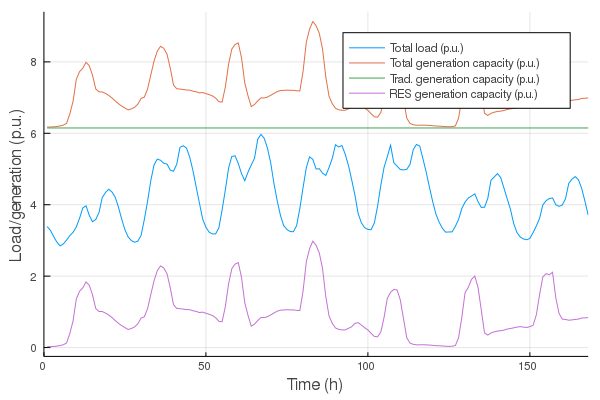 Load/generation (p.u.)
8
6
4
2
0
Total load (p.u.)
Total generation capacity (p.u.)
Trad. generation capacity (p.u.)
RES generation capacity (p.u.)
0
50
100
150
Time (h)